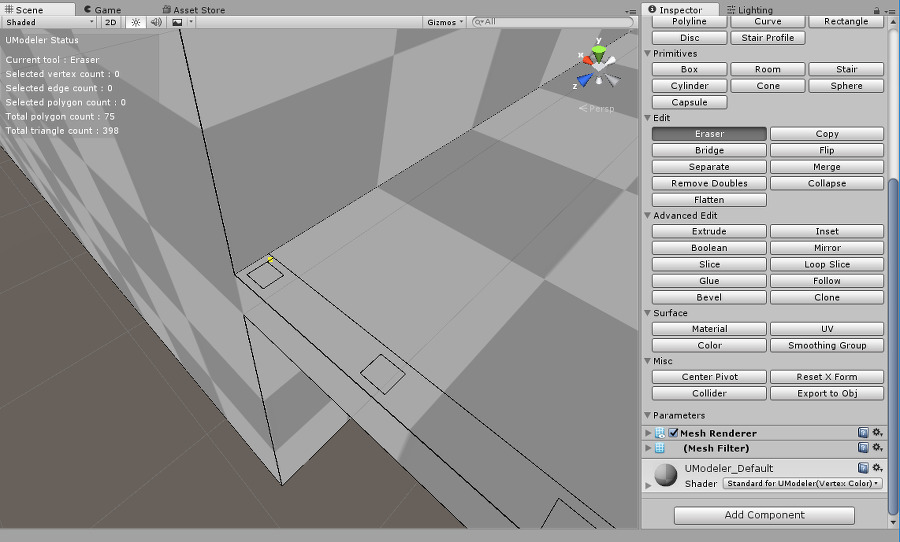 Scene Game Asset Store
Shaded 2D Gizmos All
UModeler Status
Current tool : Eraser
Selected vertex count : 0
Selected edge count : 0
Selected polygon count : 0
Total polygon count : 75
Total triangle count : 398
y
x
z
Persp
Inspector Lighting
Polyline Curve Rectangle
Disc Stair Profile
Primitives
Box Room Stair
Cylinder Cone Sphere
Capsule
Edit
Eraser Copy
Bridge Flip
Separate Merge
Remove Doubles Collapse
Flatten
Advanced Edit
Extrude Inset
Boolean Mirror
Slice Loop Slice
Glue Follow
Bevel Clone
Surface
Material UV
Color Smoothing Group
Misc
Center Pivot Reset X Form
Collider Export to Obj
Parameters
Mesh Renderer
(Mesh Filter)
UModeler_Default
Shader Standard for UModeler(Vertex Color)
Add Component